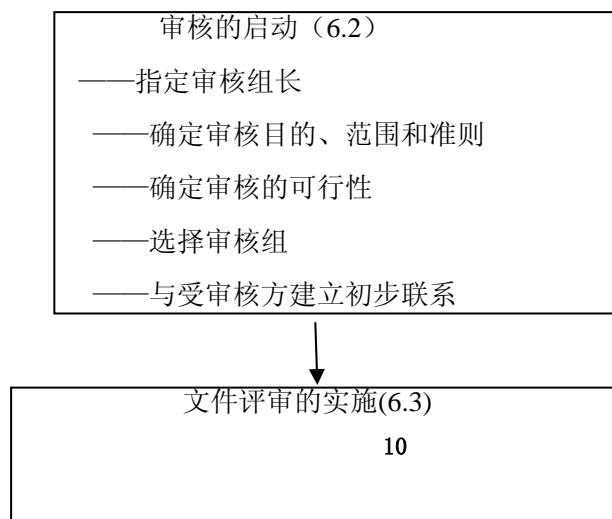 审核的启动（6.2）
——指定审核组长
——确定审核目的、范围和准则
——确定审核的可行性
——选择审核组
——与受审核方建立初步联系
文件评审的实施(6.3)
10